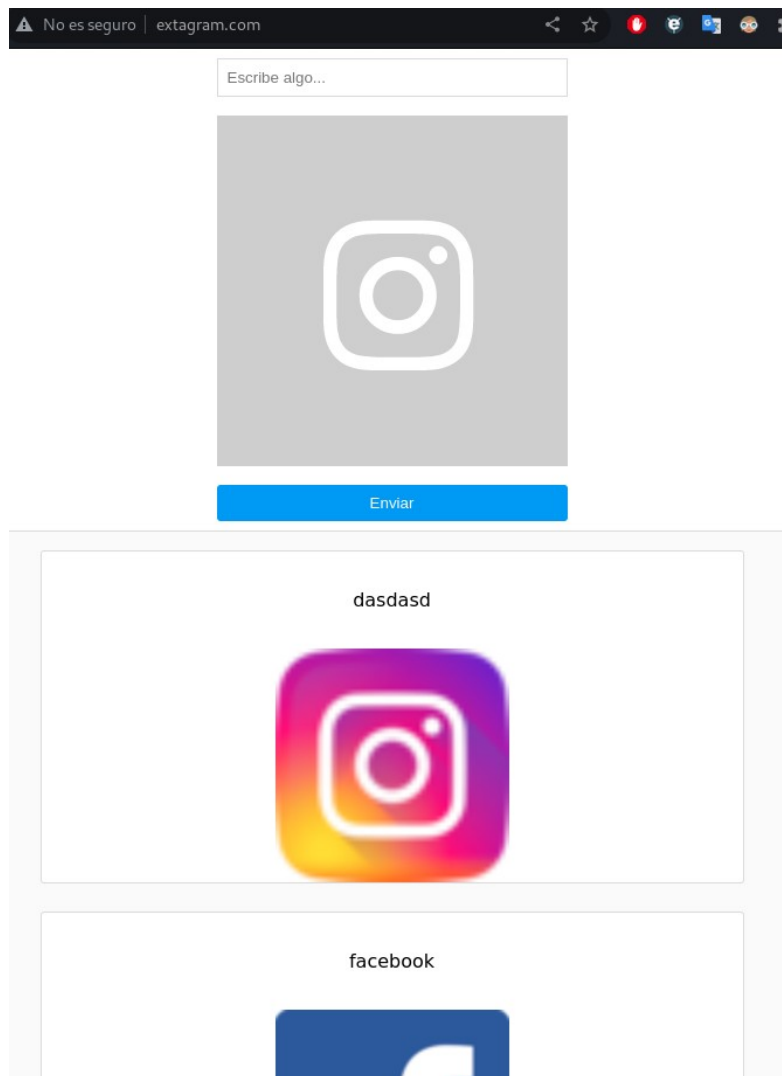 No es seguro | extagram.com
Escribe algo...
Enviar
dasdasd
facebook